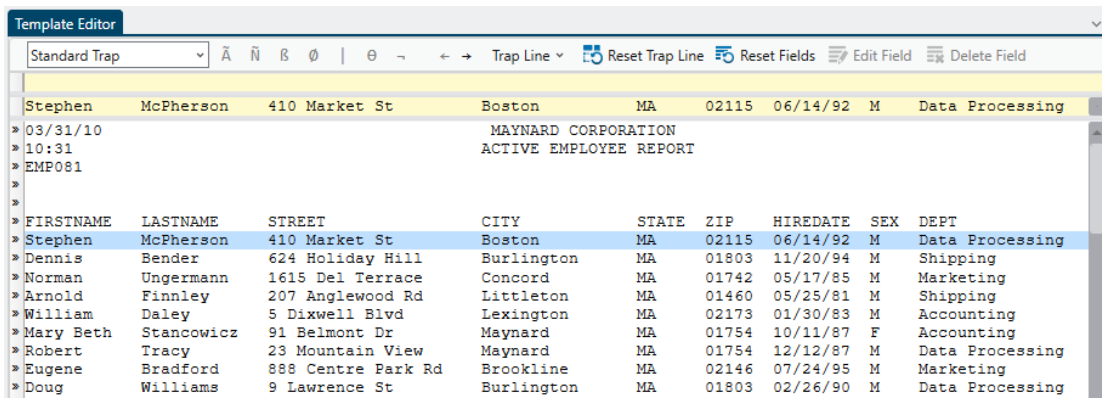 Template Editor
Standard Trap Ã Ñ ß Ø | θ ¬ ← → Trap Line Reset Trap Line Reset Fields Edit Field Delete Field
Stephen McPherson 410 Market St Boston MA 02115 06/14/92 M Data Processing
» 03/31/10 MAYNARD CORPORATION
» 10:31 ACTIVE EMPLOYEE REPORT
» EMP081
»
»
» FIRSTNAME LASTNAME STREET CITY STATE ZIP HIREDATE SEX DEPT
» Stephen McPherson 410 Market St Boston MA 02115 06/14/92 M Data Processing
» Dennis Bender 624 Holiday Hill Burlington MA 01803 11/20/94 M Shipping
» Norman Ungermann 1615 Del Terrace Concord MA 01742 05/17/85 M Marketing
» Arnold Finnley 207 Anglewood Rd Littleton MA 01460 05/25/81 M Shipping
» William Daley 5 Dixwell Blvd Lexington MA 02173 01/30/83 M Accounting
» Mary Beth Stancowicz 91 Belmont Dr Maynard MA 01754 10/11/87 F Accounting
» Robert Tracy 23 Mountain View Maynard MA 01754 12/12/87 M Data Processing
» Eugene Bradford 888 Centre Park Rd Brookline MA 02146 07/24/95 M Marketing
» Doug Williams 9 Lawrence St Burlington MA 01803 02/26/90 M Data Processing